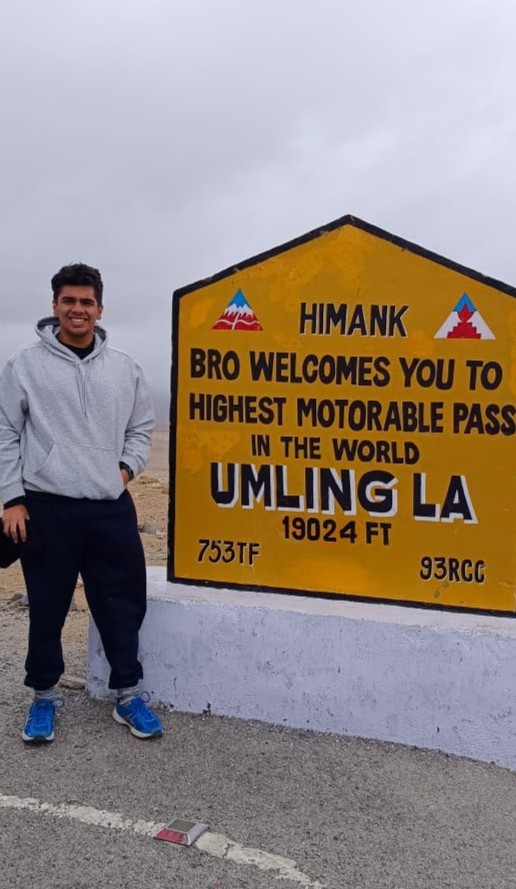 HIMANK
BRO WELCOMES YOU TO
HIGHEST MOTORABLE PASS
IN THE WORLD
UMLING LA
19024 FT
753TF 93RCC